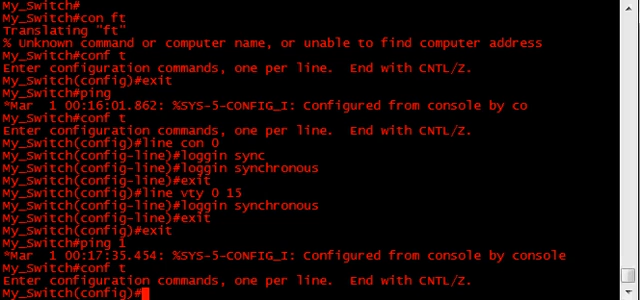 My_Switch#
My_Switch#con ft
Translating "ft"
% Unknown command or computer name, or unable to find computer address
My_Switch#conf t
Enter configuration commands, one per line.  End with CNTL/Z.
My_Switch(config)#exit
My_Switch#ping
*Mar  1 00:16:01.862: %SYS-5-CONFIG_I: Configured from console by co
My_Switch#conf t
Enter configuration commands, one per line.  End with CNTL/Z.
My_Switch(config)#line con 0
My_Switch(config-line)#loggin sync
My_Switch(config-line)#loggin synchronous
My_Switch(config-line)#exit
My_Switch(config)#line vty 0 15
My_Switch(config-line)#loggin synchronous
My_Switch(config-line)#exit
My_Switch(config)#exit
My_Switch#ping 1
*Mar  1 00:17:35.454: %SYS-5-CONFIG_I: Configured from console by console
My_Switch#conf t
Enter configuration commands, one per line.  End with CNTL/Z.
My_Switch(config)#